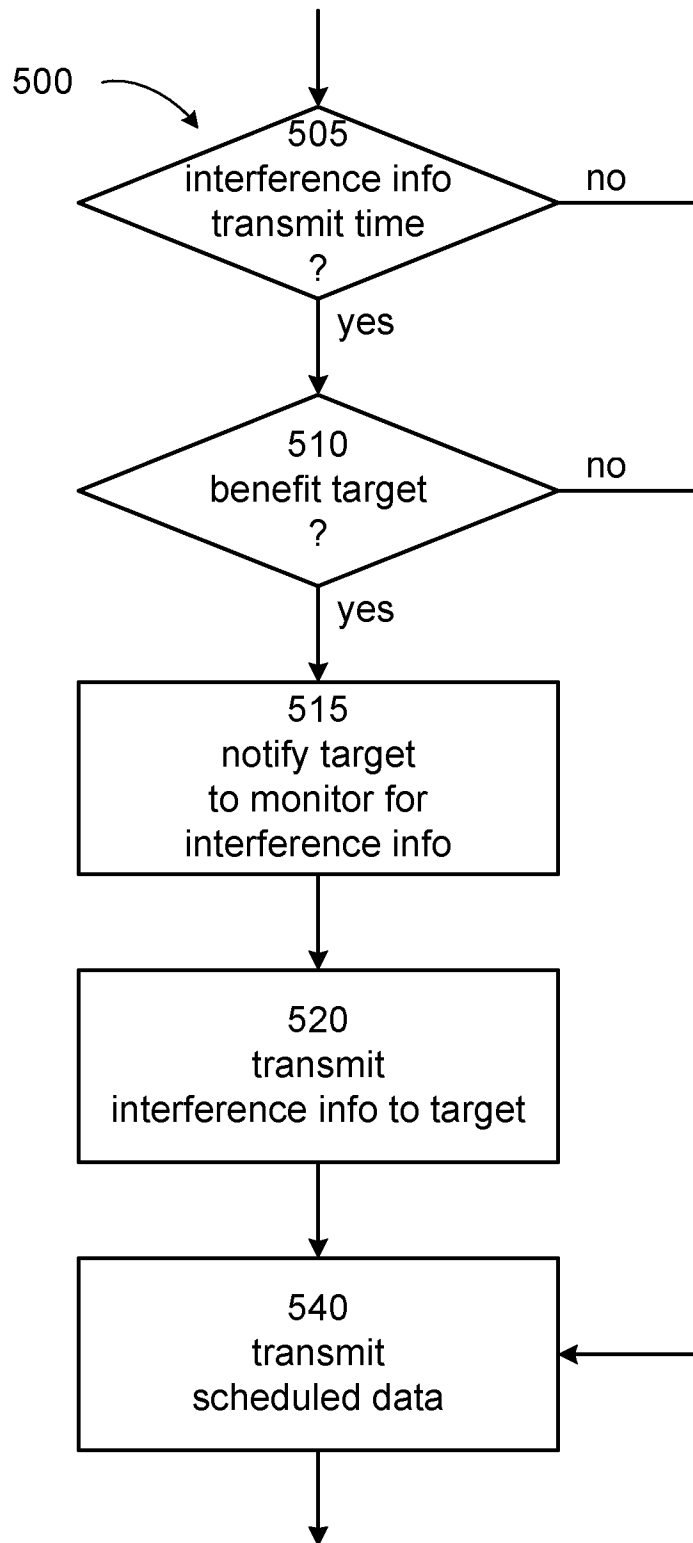 500
505
interference info
transmit time
?
no
yes
510
benefit target
?
no
yes
515
notify target
to monitor for
interference info
520
transmit
interference info to target
540
transmit
scheduled data